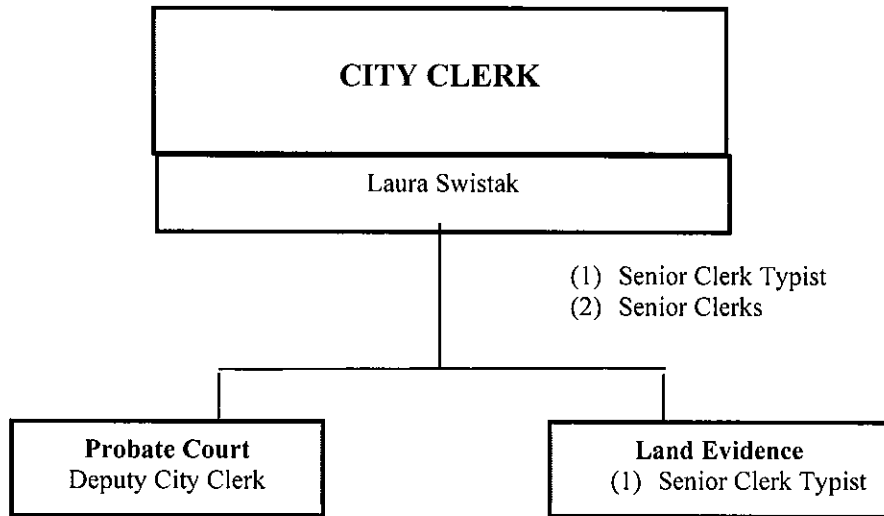 CITY CLERK
Laura Swistak
(1) Senior Clerk Typist
(2) Senior Clerks
Probate Court
Deputy City Clerk
Land Evidence
(1) Senior Clerk Typist